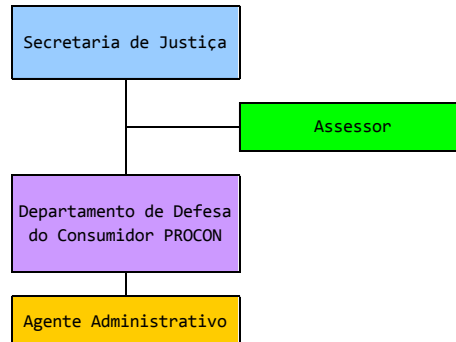 Secretaria de Justiça
Assessor
Departamento de Defesa
do Consumidor PROCON
Agente Administrativo